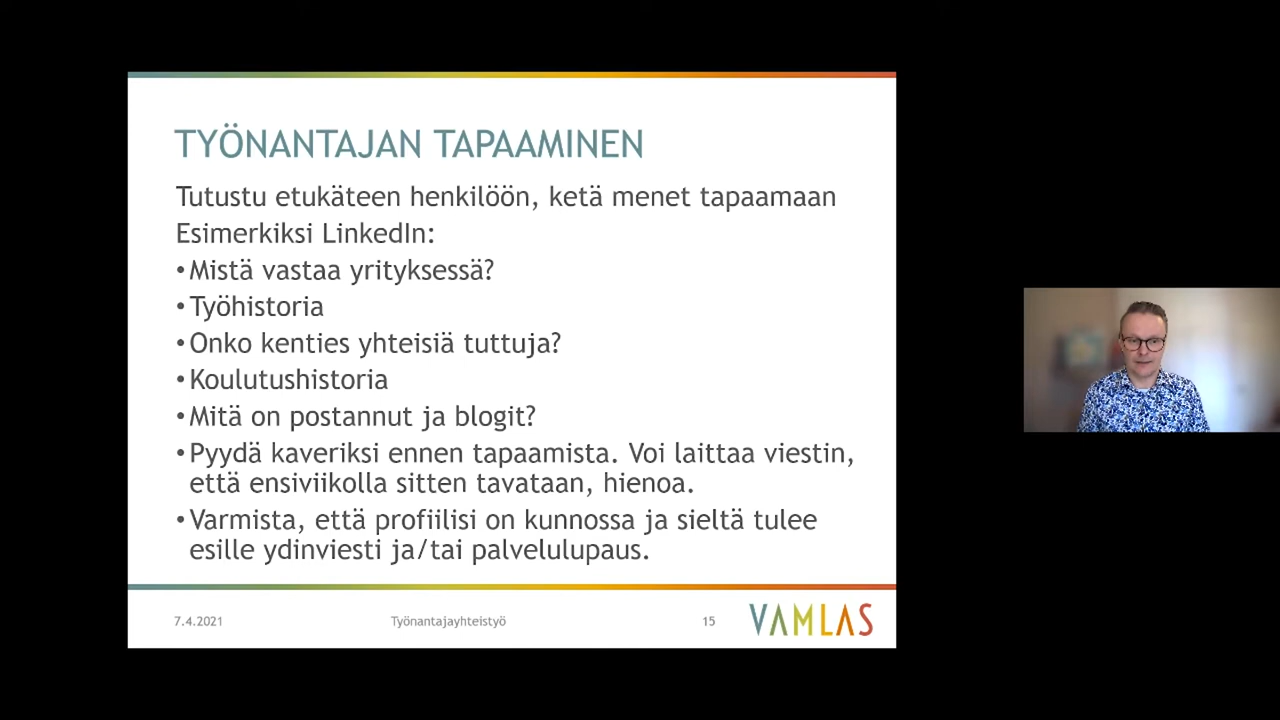 TYÖNANTAJAN TAPAAMINEN
Tutustu etukäteen henkilöön, ketä menet tapaamaan
Esimerkiksi LinkedIn:
•Mistä vastaa yrityksessä?
•Työhistoria
•Onko kenties yhteisiä tuttuja?
•Koulutushistoria
•Mitä on postannut ja blogit?
•Pyydä kaveriksi ennen tapaamista. Voi laittaa viestin,
että ensiviikolla sitten tavataan, hienoa.
•Varmista, että profiilisi on kunnossa ja sieltä tulee
esille ydinviesti ja/tai palvelulupaus.
7.4.2021
Työnantajayhteistyö
15
VAMLAS